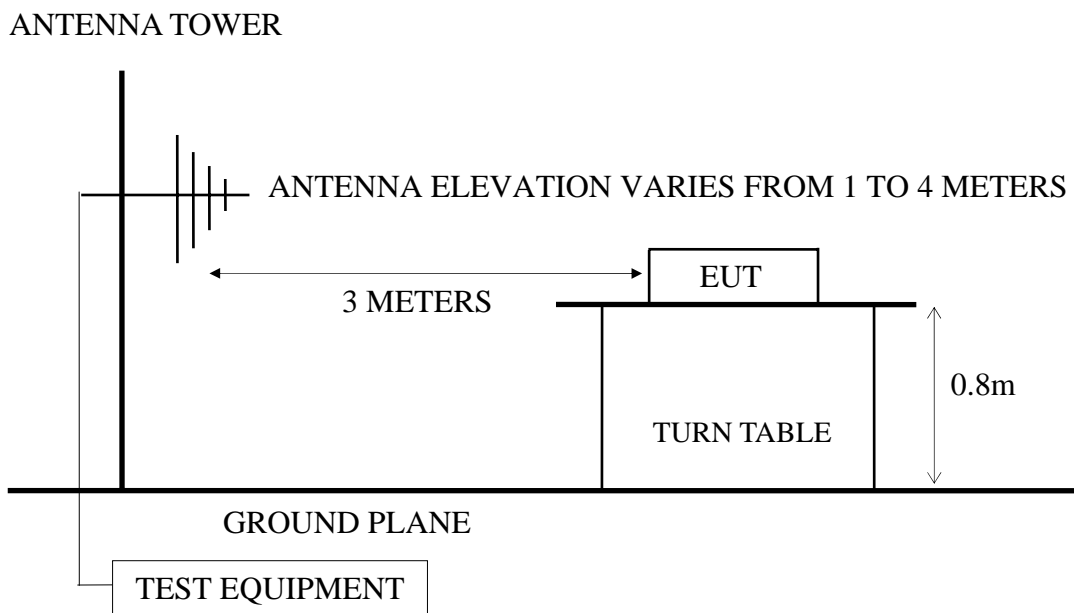 ANTENNA TOWER
ANTENNA ELEVATION VARIES FROM 1 TO 4 METERS
EUT
3 METERS
0.8m
TURN TABLE
GROUND PLANE
TEST EQUIPMENT